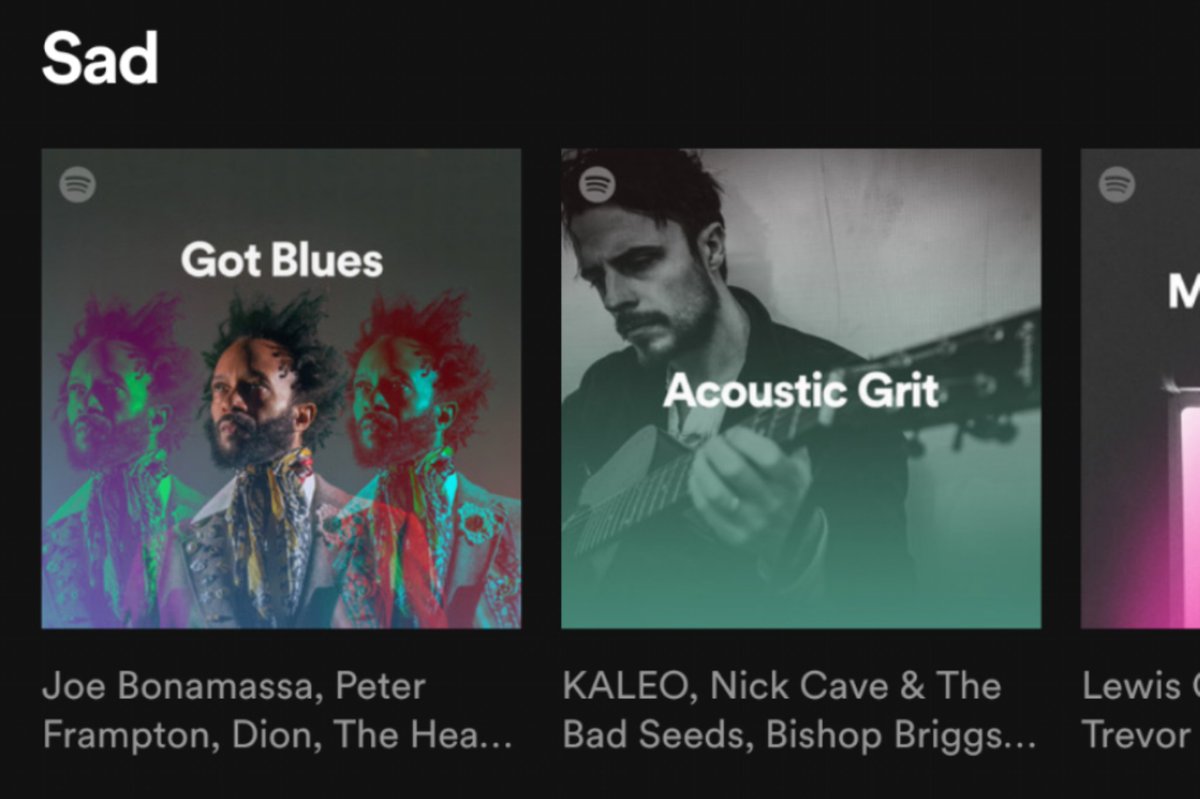 Sad
Got Blues
Acoustic Grit
M
Joe Bonamassa, Peter
Frampton, Dion, The Hea...
KALEO, Nick Cave & The
Bad Seeds, Bishop Briggs...
Lewis
Trevor